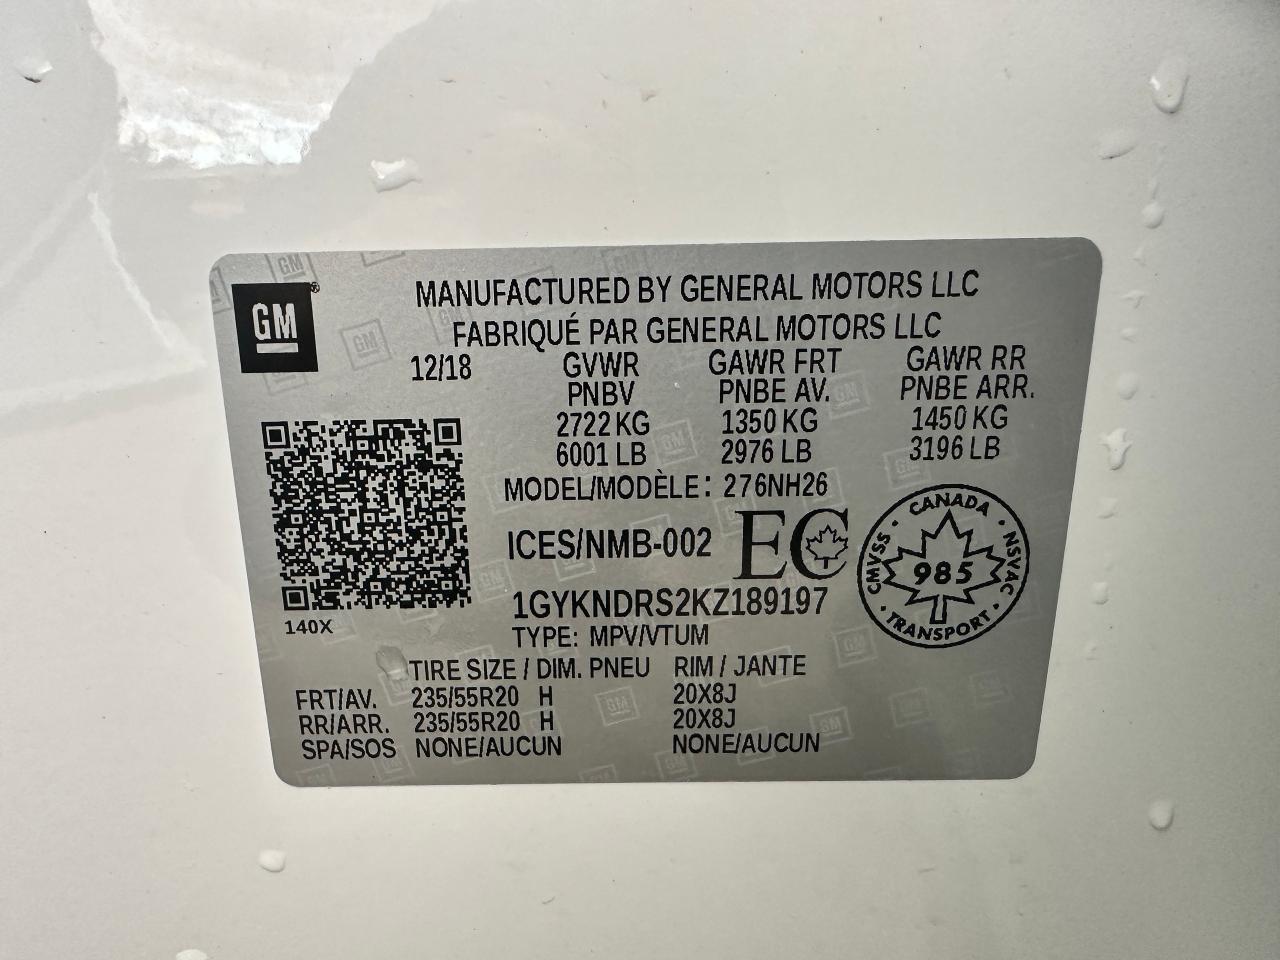 GM
MANUFACTURED BY GENERAL MOTORS LLC
FABRIQUÉ PAR GENERAL MOTORS LLC
12/18 GVWR GAWR FRT GAWR RR
PNBV PNBE AV. PNBE ARR.
2722 KG 1350 KG 1450 KG
6001 LB 2976 LB 3196 LB
MODEL/MODÈLE: 276NH26
ICES/NMB-002 EC
CANADA
CMVSS 985 NSVAC
TRANSPORT
1GYKNDRS2KZ189197
140X
TYPE: MPV/VTUM
TIRE SIZE / DIM. PNEU RIM / JANTE
FRT/AV. 235/55R20 H 20X8J
RR/ARR. 235/55R20 H 20X8J
SPA/SOS NONE/AUCUN NONE/AUCUN